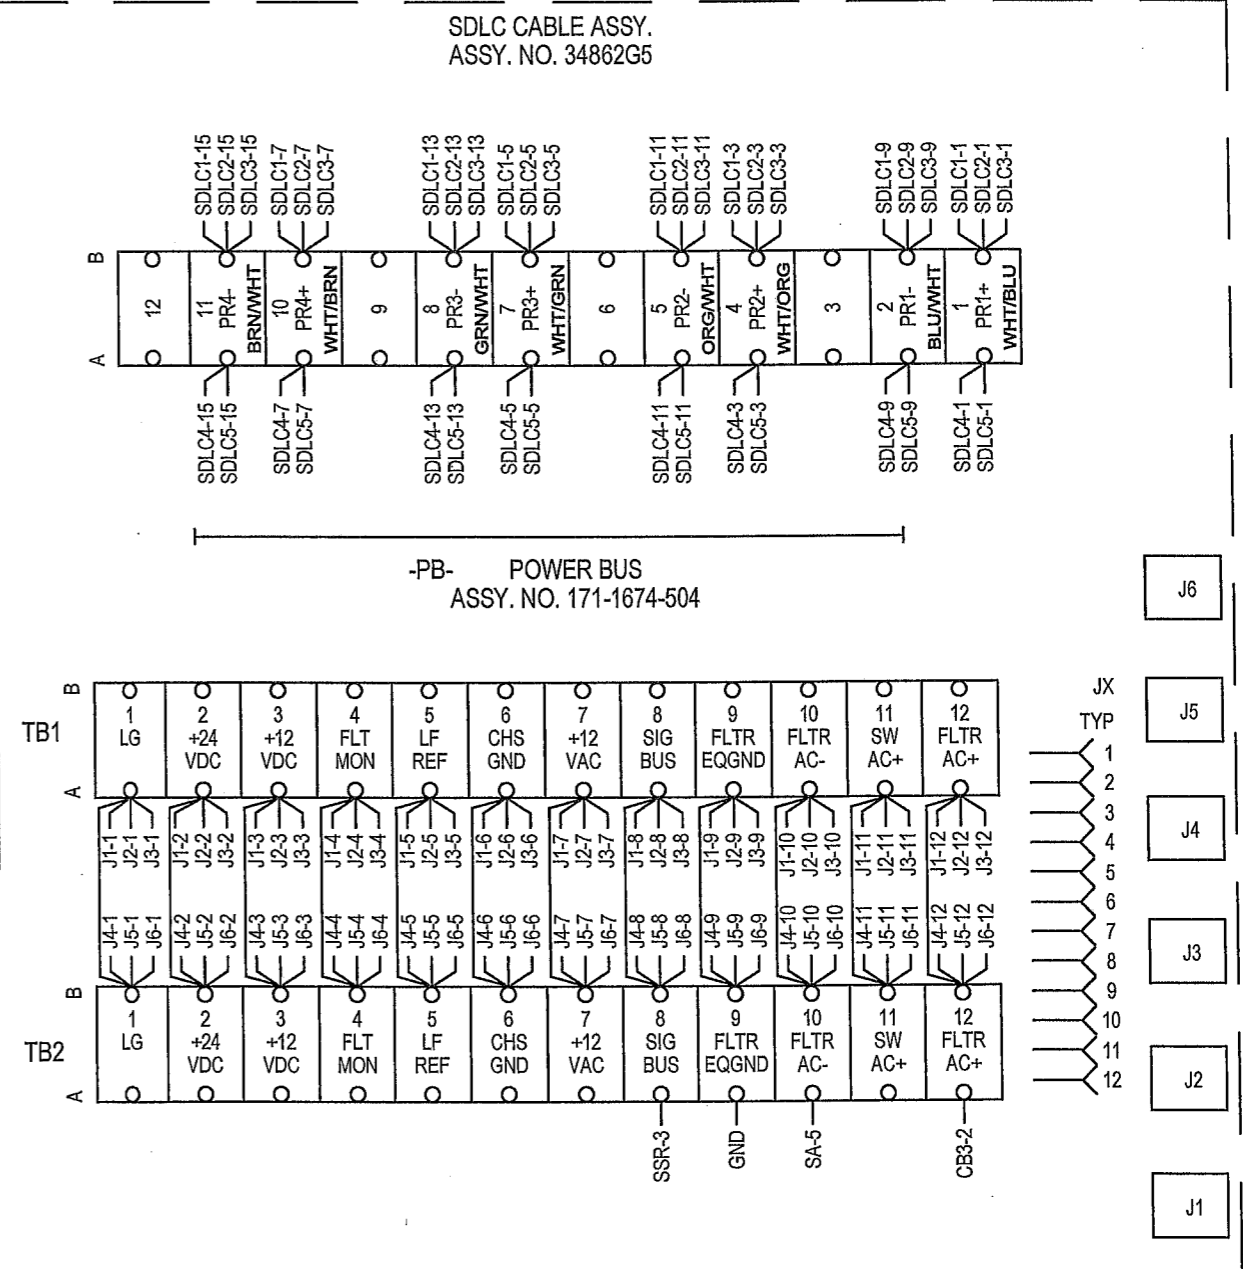 SDLC CABLE ASSY.
ASSY. NO. 34862G5
SDLC1-15
SDLC2-15
SDLC3-15
SDLC1-7
SDLC2-7
SDLC3-7
SDLC1-13
SDLC2-13
SDLC3-13
SDLC1-5
SDLC2-5
SDLC3-5
SDLC1-11
SDLC2-11
SDLC3-11
SDLC1-3
SDLC2-3
SDLC3-3
SDLC1-9
SDLC2-9
SDLC3-9
SDLC1-1
SDLC2-1
SDLC3-1
B
A
12
11
PR4-
BRN/WHT
10
PR4+
WHT/BRN
9
8
PR3-
GRN/WHT
7
PR3+
WHT/GRN
6
5
PR2-
ORG/WHT
4
PR2+
WHT/ORG
3
2
PR1-
BLU/WHT
1
PR1+
WHT/BLU
SDLC4-15
SDLC5-15
SDLC4-7
SDLC5-7
SDLC4-13
SDLC5-13
SDLC4-5
SDLC5-5
SDLC4-11
SDLC5-11
SDLC4-3
SDLC5-3
SDLC4-9
SDLC5-9
SDLC4-1
SDLC5-1
-PB- POWER BUS
ASSY. NO. 171-1674-504
TB1
B
A
1
LG
2
+24
VDC
3
+12
VDC
4
FLT
MON
5
LF
REF
6
CHS
GND
7
+12
VAC
8
SIG
BUS
9
FLTR
EQGND
10
FLTR
AC-
11
SW
AC+
12
FLTR
AC+
J1-1
J2-1
J3-1
J1-2
J2-2
J3-2
J1-3
J2-3
J3-3
J1-4
J2-4
J3-4
J1-5
J2-5
J3-5
J1-6
J2-6
J3-6
J1-7
J2-7
J3-7
J1-8
J2-8
J3-8
J1-9
J2-9
J3-9
J1-10
J2-10
J3-10
J1-11
J2-11
J3-11
J1-12
J2-12
J3-12
J4-1
J5-1
J6-1
J4-2
J5-2
J6-2
J4-3
J5-3
J6-3
J4-4
J5-4
J6-4
J4-5
J5-5
J6-5
J4-6
J5-6
J6-6
J4-7
J5-7
J6-7
J4-8
J5-8
J6-8
J4-9
J5-9
J6-9
J4-10
J5-10
J6-10
J4-11
J5-11
J6-11
J4-12
J5-12
J6-12
TB2
B
A
1
LG
2
+24
VDC
3
+12
VDC
4
FLT
MON
5
LF
REF
6
CHS
GND
7
+12
VAC
8
SIG
BUS
9
FLTR
EQGND
10
FLTR
AC-
11
SW
AC+
12
FLTR
AC+
SSR-3
GND
SA-5
CB3-2
JX
TYP
1
2
3
4
5
6
7
8
9
10
11
12
J6
J5
J4
J3
J2
J1